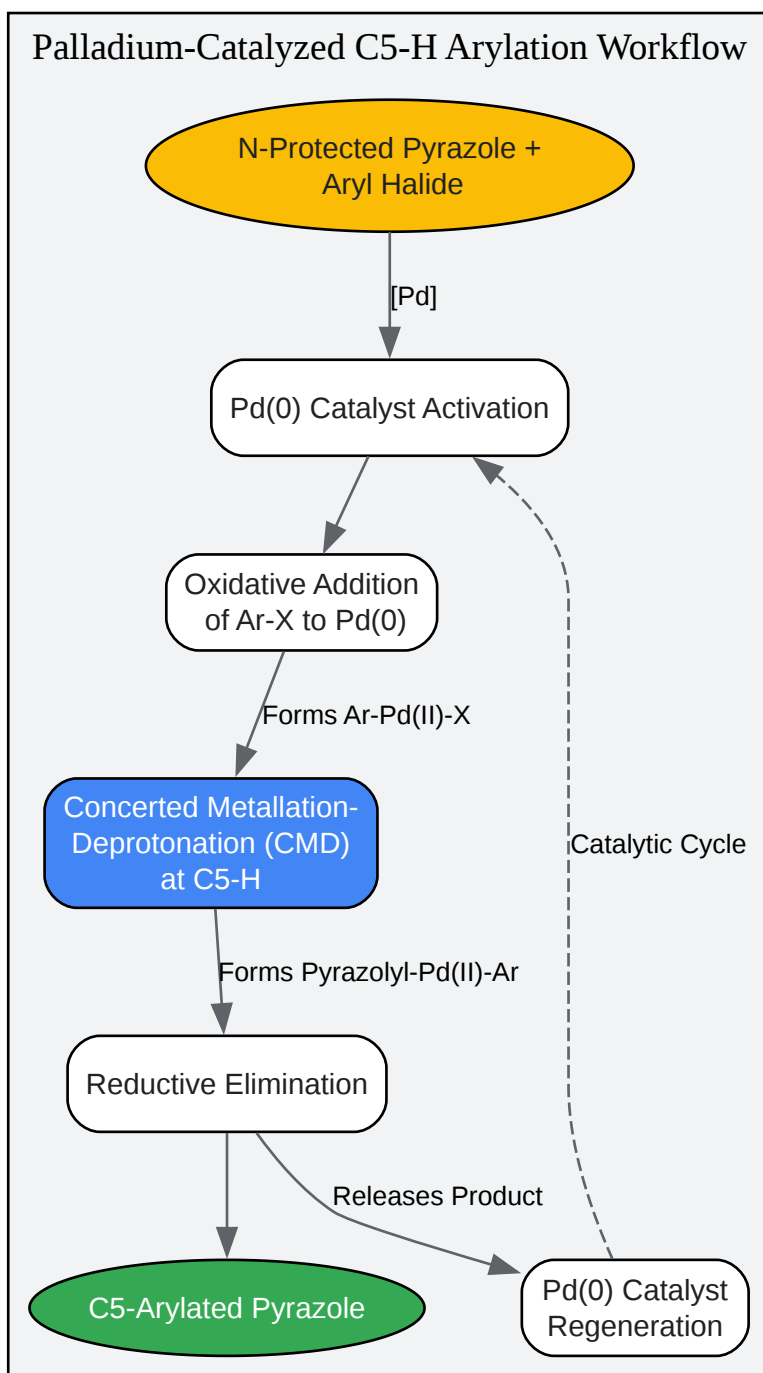 Palladium-Catalyzed C5-H Arylation Workflow
N-Protected Pyrazole +
Aryl Halide
[Pd]
Pd(0) Catalyst Activation
Oxidative Addition
of Ar-X to Pd(0)
Forms Ar-Pd(II)-X
Concerted Metallation-
Deprotonation (CMD)
at C5-H
Catalytic Cycle
Forms Pyrazolyl-Pd(II)-Ar
Reductive Elimination
Releases Product
C5-Arylated Pyrazole
Pd(0) Catalyst
Regeneration